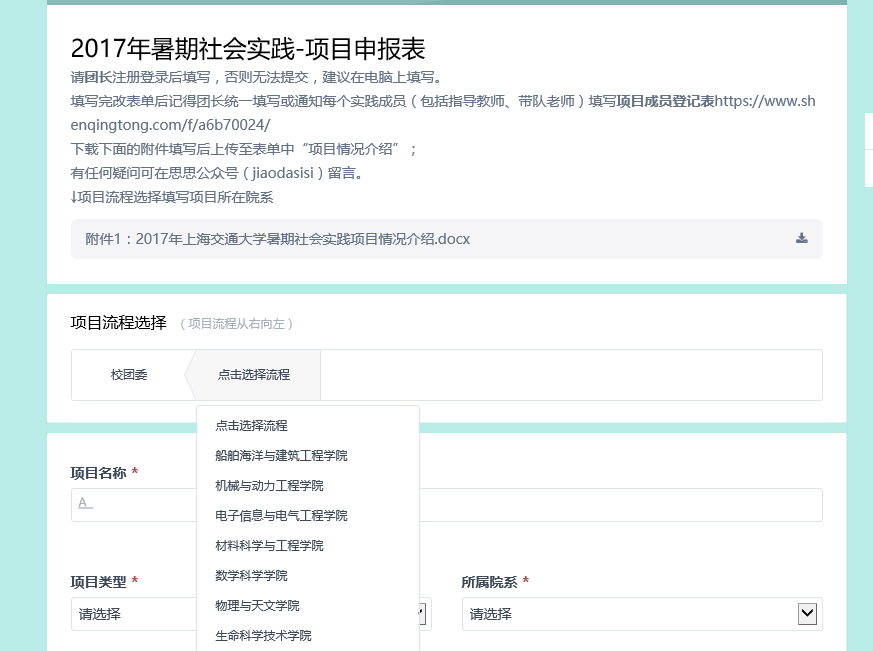 2017年暑期社会实践-项目申报表
请团长注册登录后填写，否则无法提交，建议在电脑上填写。
填写完改表单后记得团长统一填写或通知每个实践成员（包括指导教师、带队老师）填写项目成员登记表https://www.sh
enqingtong.com/f/a6b70024/
下载下面的附件填写后上传至表单中“项目情况介绍”；
有任何疑问可在思思公众号（jiaodasisi）留言。
↓项目流程选择填写项目所在院系
附件1：2017年上海交通大学暑期社会实践项目情况介绍.docx
项目流程选择 （项目流程从右向左）
校团委 点击选择流程
点击选择流程
船舶海洋与建筑工程学院
机械与动力工程学院
电子信息与电气工程学院
材料科学与工程学院
数学科学学院
物理与天文学院
生命科学技术学院
项目名称 *
A
项目类型 * 所属院系 *
请选择 请选择